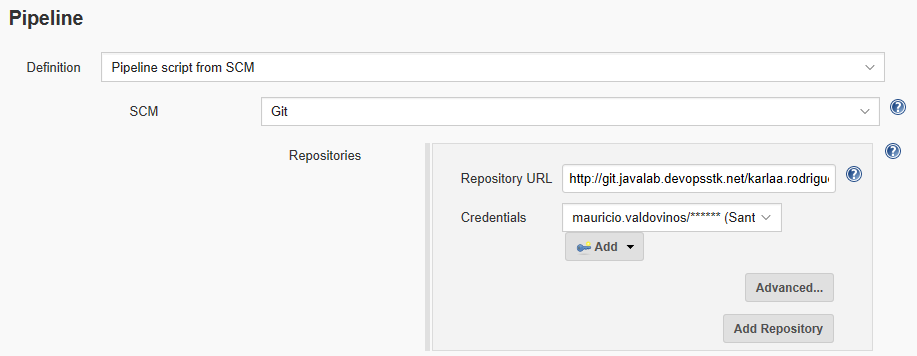 Pipeline
Definition
Pipeline script from SCM
SCM
Git
Repositories
Repository URL
http://git.javalab.devopsstk.net/karlaa.rodrigu
Credentials
mauricio.valdovinos/****** (Sant
Add
Advanced...
Add Repository